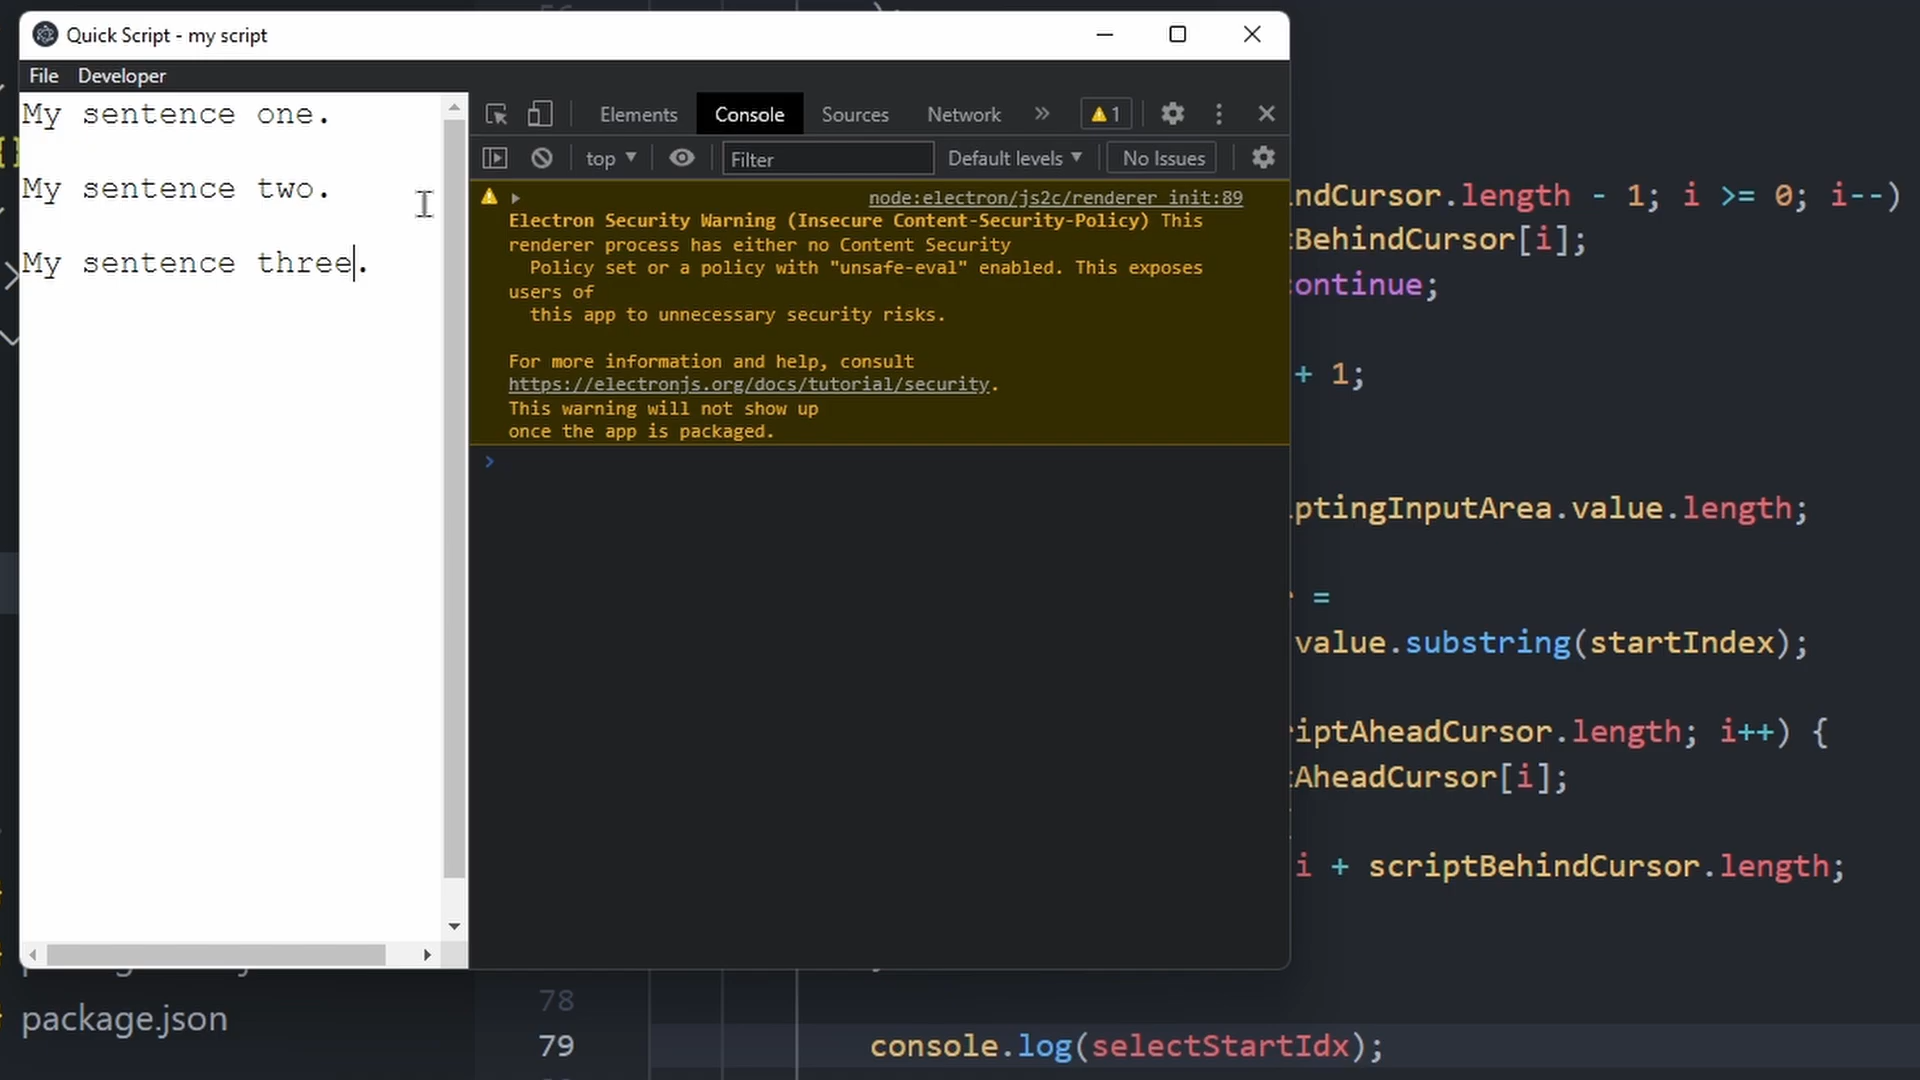 Quick Script - my script
File Developer
My sentence one.
My sentence two.
My sentence three.
Elements Console Sources Network 1
top Filter Default levels No Issues
node:electron/js2c/renderer_init:89
Electron Security Warning (Insecure Content-Security-Policy) This
renderer process has either no Content Security
Policy set or a policy with "unsafe-eval" enabled. This exposes
users of
this app to unnecessary security risks.
For more information and help, consult
https://electronjs.org/docs/tutorial/security.
This warning will not show up
once the app is packaged.
ndCursor.length - 1; i >= 0; i--)
BehindCursor[i];
continue;
+ 1;
ptingInputArea.value.length;
=
value.substring(startIndex);
iptAheadCursor.length; i++) {
AheadCursor[i];
i + scriptBehindCursor.length;
78
package.json
79 console.log(selectStartIdx);